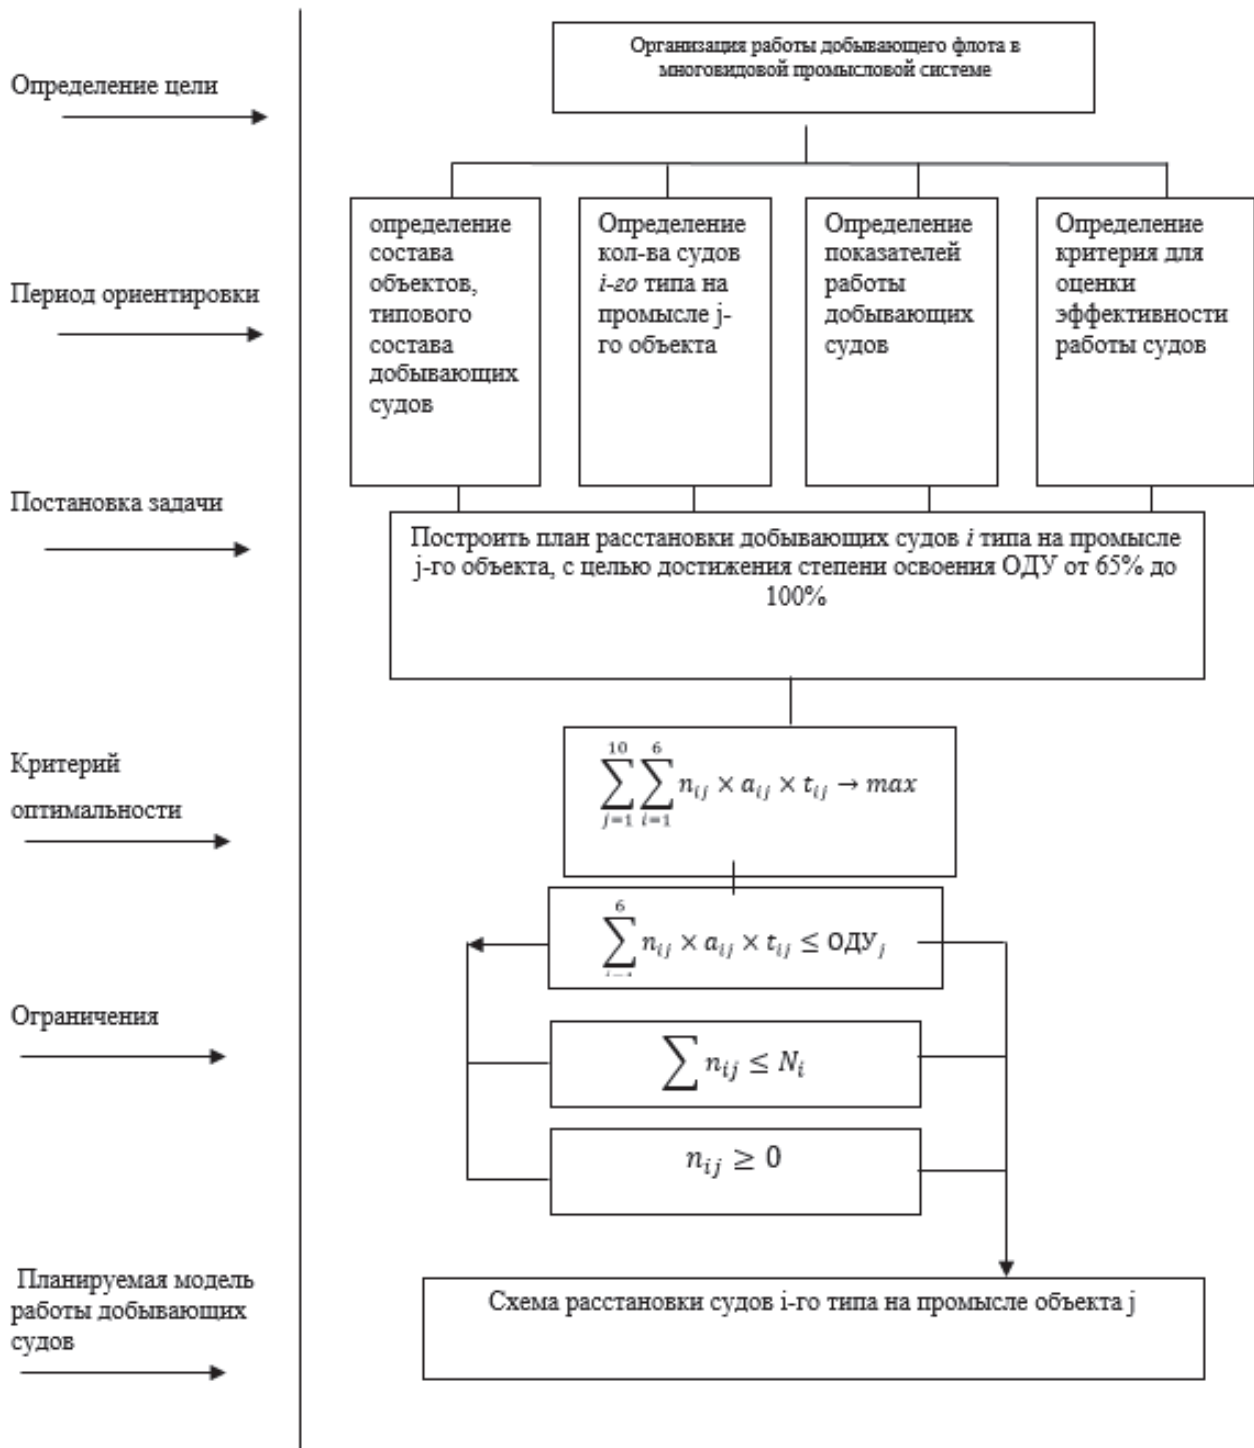 Определение цели
Организация работы добывающего флота в
многовидовой промысловой системе
Период ориентировки
определение
состава
объектов,
типового
состава
добывающих
судов
Определение
кол-ва судов
i-го типа на
промысле j-
го объекта
Определение
показателей
работы
добывающих
судов
Определение
критерия для
оценки
эффективности
работы судов
Постановка задачи
Построить план расстановки добывающих судов i типа на промысле
j-го объекта, с целью достижения степени освоения ОДУ от 65% до
100%
Критерий
оптимальности
\sum_{j=1}^{10} \sum_{i=1}^{6} n_{ij} × a_{ij} × t_{ij} → max
Ограничения
\sum_{i=1}^{6} n_{ij} × a_{ij} × t_{ij} ≤ ОДУ_j
\sum n_{ij} ≤ N_i
n_{ij} ≥ 0
Планируемая модель
работы добывающих
судов
Схема расстановки судов i-го типа на промысле объекта j